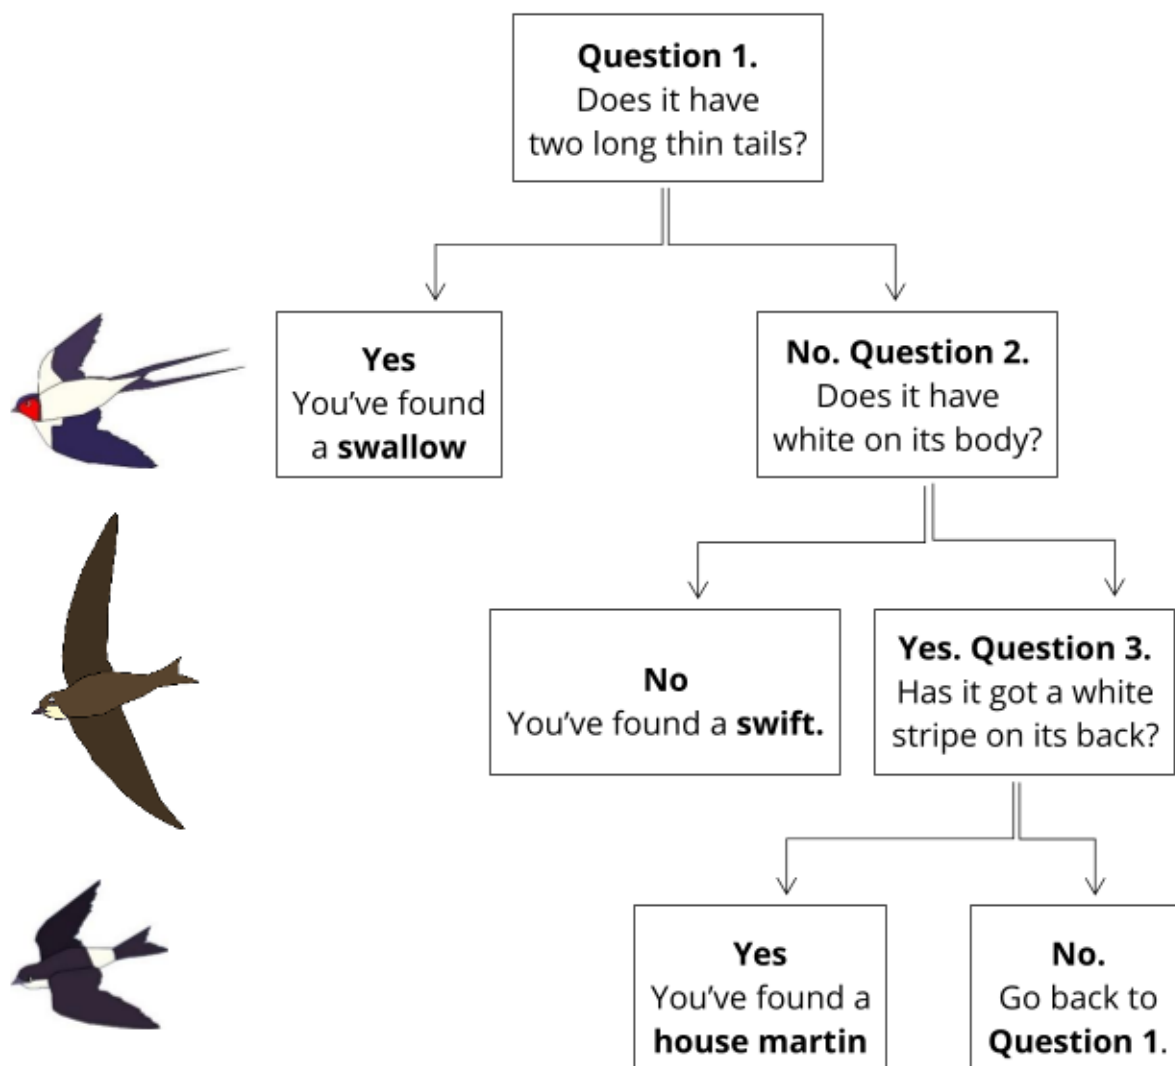 Question 1.
Does it have
two long thin tails?
Yes
You’ve found
a swallow
No. Question 2.
Does it have
white on its body?
No
You’ve found a swift.
Yes. Question 3.
Has it got a white
stripe on its back?
Yes
You’ve found a
house martin
No.
Go back to
Question 1.